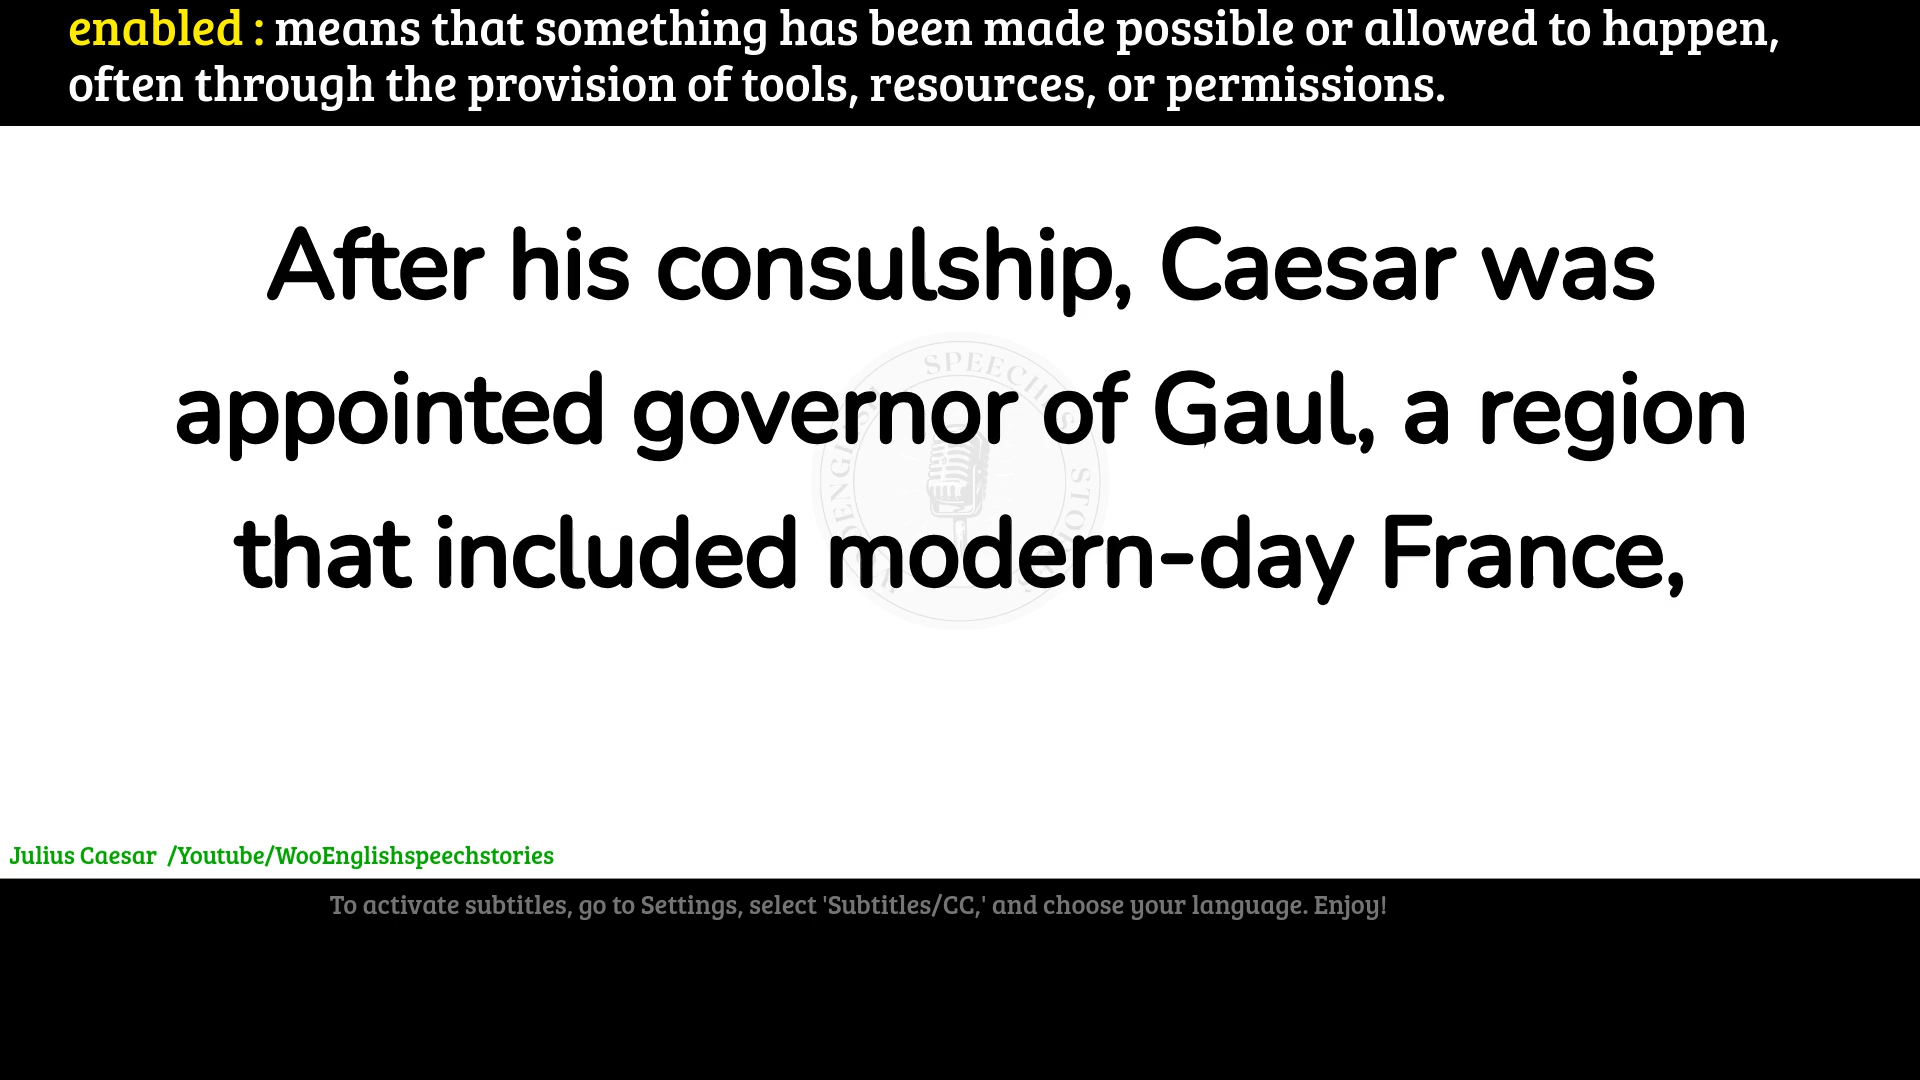 enabled : means that something has been made possible or allowed to happen,
often through the provision of tools, resources, or permissions.
After his consulship, Caesar was
appointed governor of Gaul, a region
that included modern-day France,
Julius Caesar /Youtube/WooEnglishspeechstories
To activate subtitles, go to Settings, select 'Subtitles/CC,' and choose your language. Enjoy!